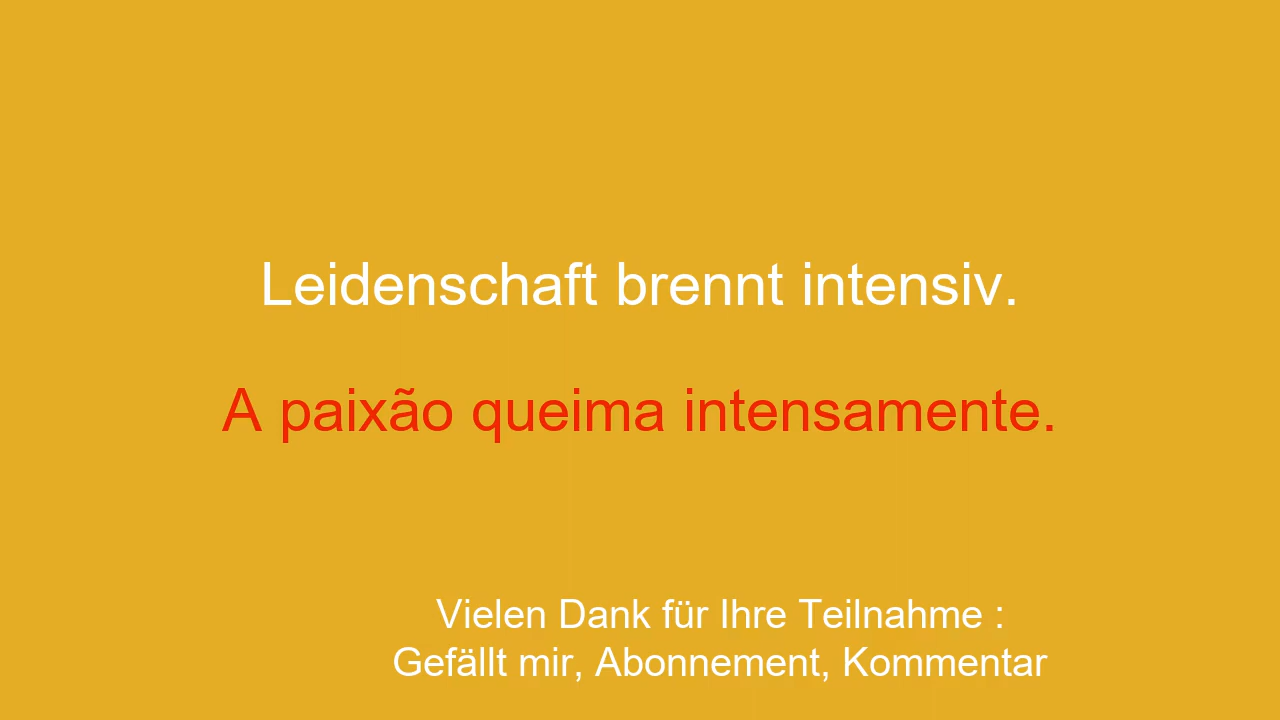 Leidenschaft brennt intensiv.
A paixão queima intensamente.
Vielen Dank für Ihre Teilnahme :
Gefällt mir, Abonnement, Kommentar